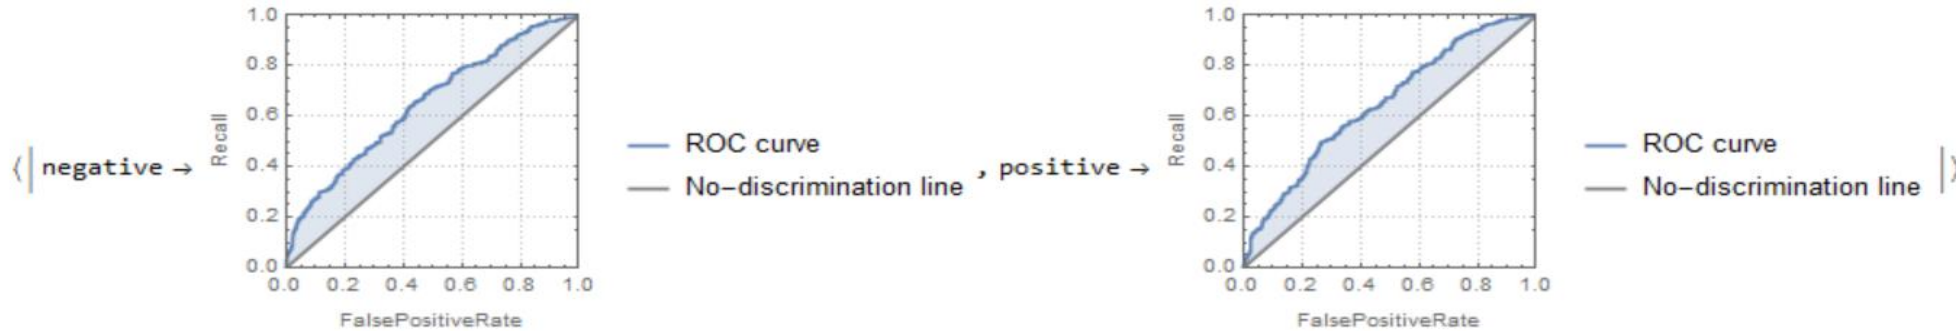 ⟨| negative →
Recall
1.0
0.8
0.6
0.4
0.2
0.0
0.0 0.2 0.4 0.6 0.8 1.0
FalsePositiveRate
ROC curve
No-discrimination line
, positive →
Recall
1.0
0.8
0.6
0.4
0.2
0.0
0.0 0.2 0.4 0.6 0.8 1.0
FalsePositiveRate
ROC curve
No-discrimination line
|⟩